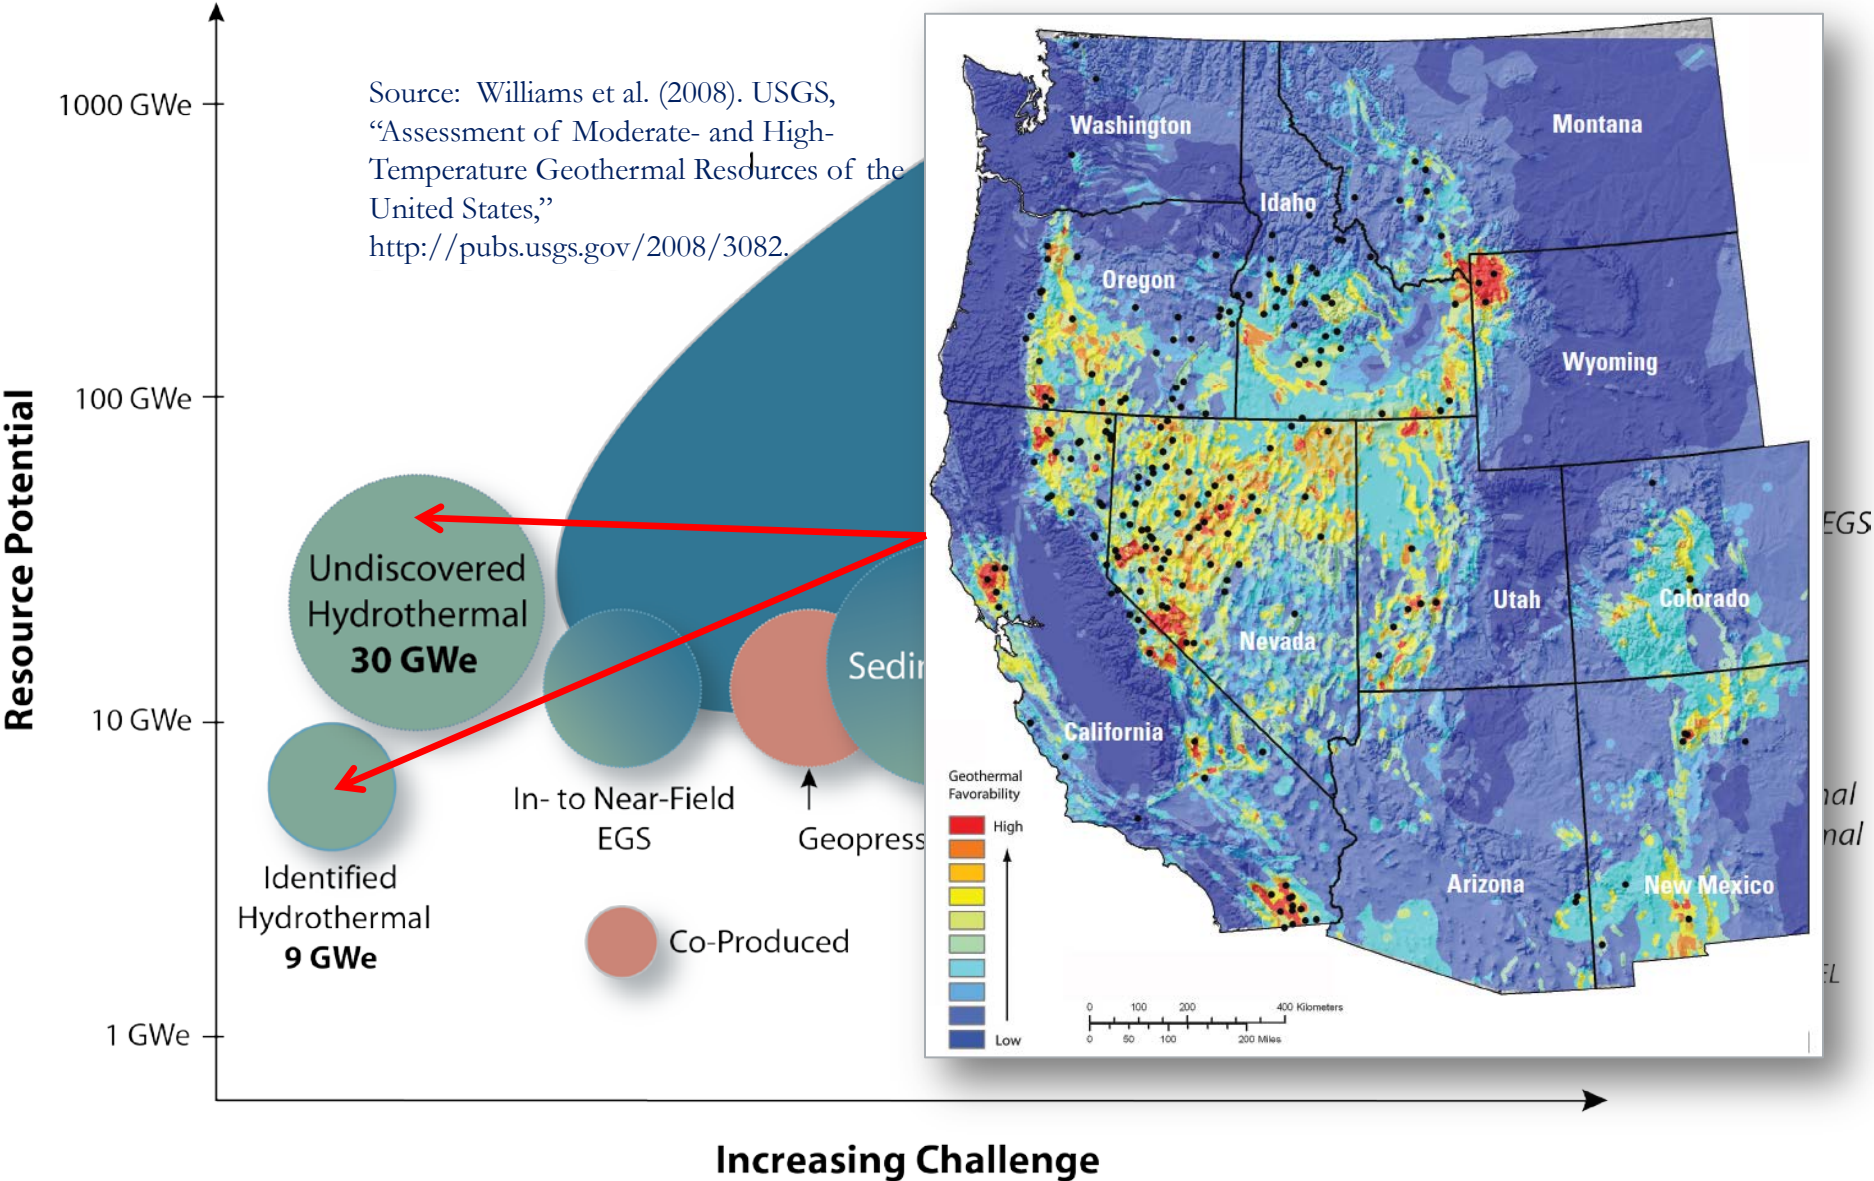 1000 GWe
100 GWe
10 GWe
1 GWe
Resource Potential
Increasing Challenge
Source: Williams et al. (2008). USGS,
“Assessment of Moderate- and High-
Temperature Geothermal Resources of the
United States,”
http://pubs.usgs.gov/2008/3082.
Undiscovered
Hydrothermal
30 GWe
Identified
Hydrothermal
9 GWe
In- to Near-Field
EGS
Co-Produced
Geopress
Sedir
Washington
Montana
Idaho
Oregon
Wyoming
Utah
Colorado
Nevada
California
Arizona
New Mexico
Geothermal
Favorability
High
Low
0 100 200 400 Kilometers
0 50 100 200 Miles
EGS
nal
mal
EL